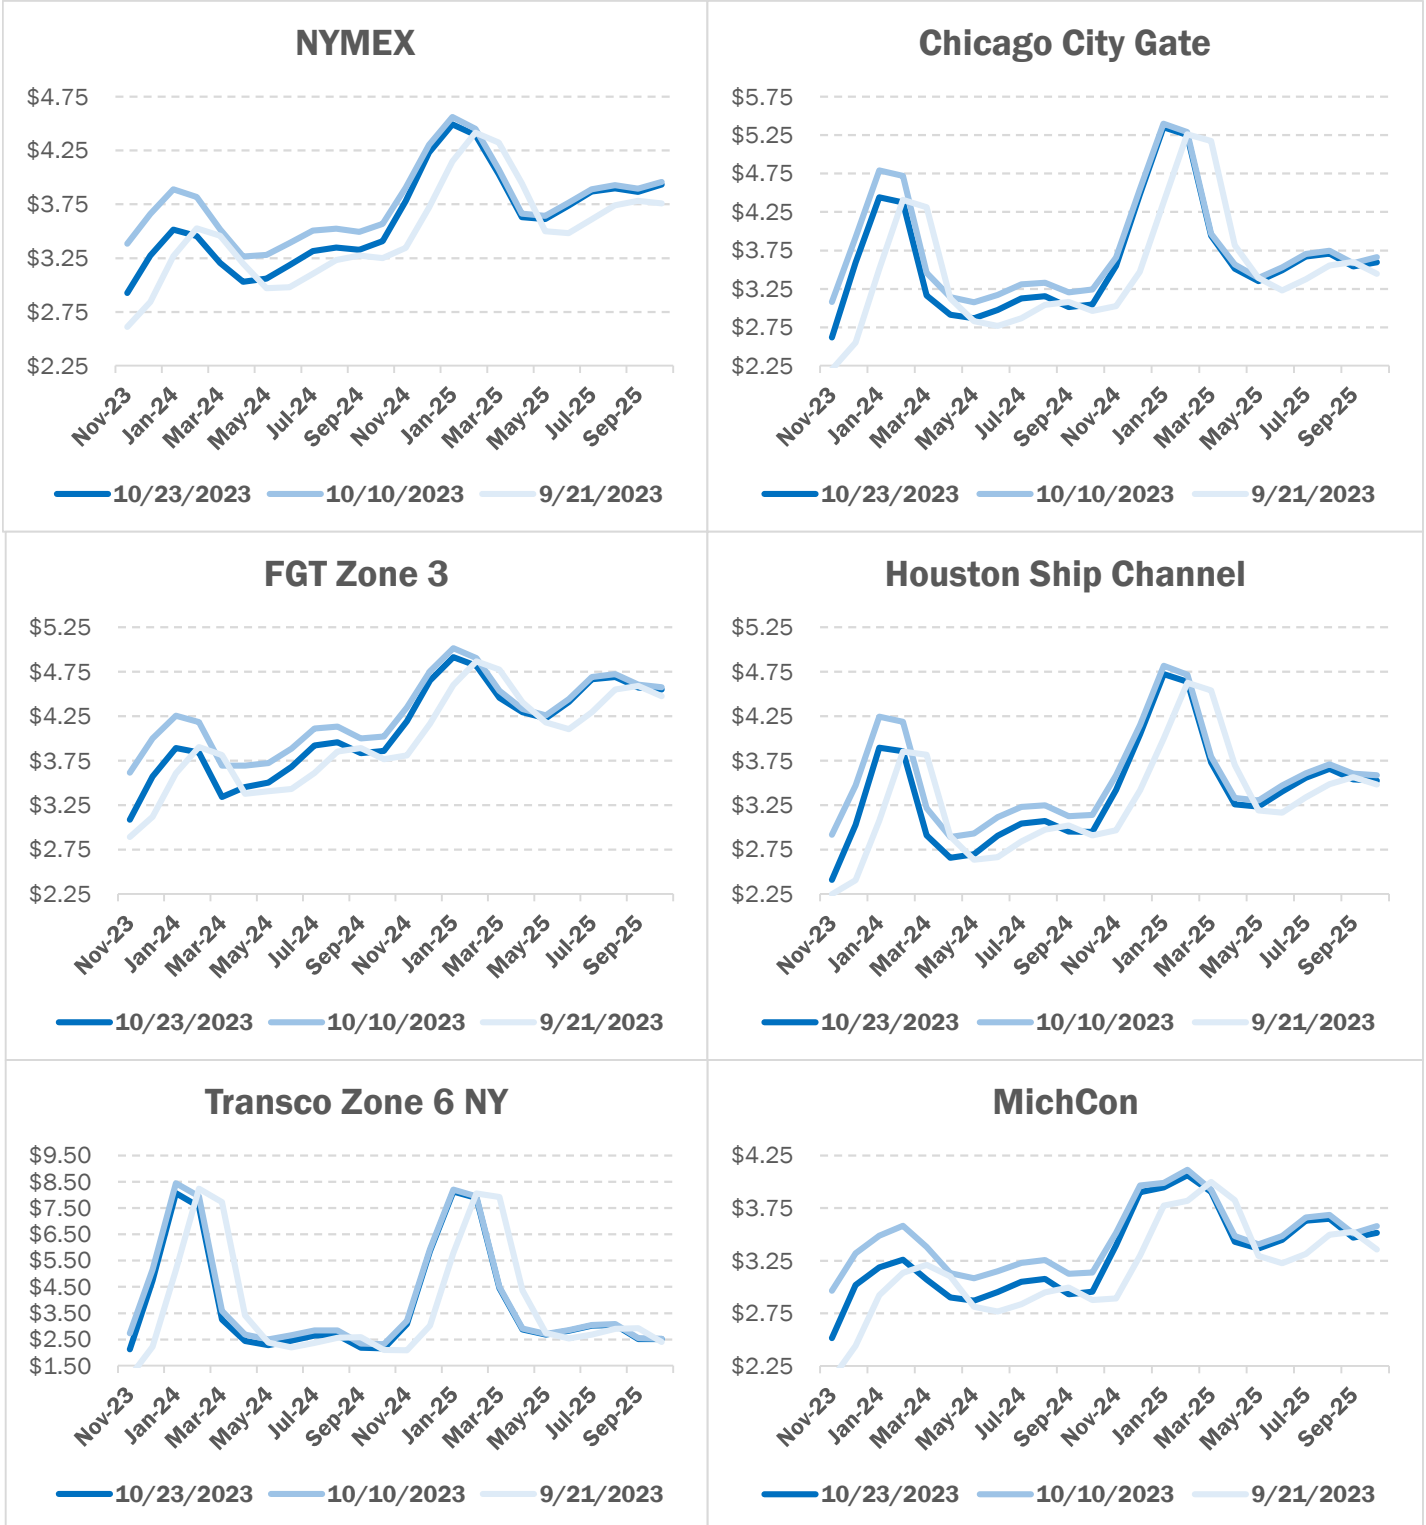 NYMEX
$4.75
$4.25
$3.75
$3.25
$2.75
$2.25
Nov-23 Jan-24 Mar-24 May-24 Jul-24 Sep-24 Nov-24 Jan-25 Mar-25 May-25 Jul-25 Sep-25
10/23/2023 10/10/2023 9/21/2023
Chicago City Gate
$5.75
$5.25
$4.75
$4.25
$3.75
$3.25
$2.75
$2.25
Nov-23 Jan-24 Mar-24 May-24 Jul-24 Sep-24 Nov-24 Jan-25 Mar-25 May-25 Jul-25 Sep-25
10/23/2023 10/10/2023 9/21/2023
FGT Zone 3
$5.25
$4.75
$4.25
$3.75
$3.25
$2.75
$2.25
Nov-23 Jan-24 Mar-24 May-24 Jul-24 Sep-24 Nov-24 Jan-25 Mar-25 May-25 Jul-25 Sep-25
10/23/2023 10/10/2023 9/21/2023
Houston Ship Channel
$5.25
$4.75
$4.25
$3.75
$3.25
$2.75
$2.25
Nov-23 Jan-24 Mar-24 May-24 Jul-24 Sep-24 Nov-24 Jan-25 Mar-25 May-25 Jul-25 Sep-25
10/23/2023 10/10/2023 9/21/2023
Transco Zone 6 NY
$9.50
$8.50
$7.50
$6.50
$5.50
$4.50
$3.50
$2.50
$1.50
Nov-23 Jan-24 Mar-24 May-24 Jul-24 Sep-24 Nov-24 Jan-25 Mar-25 May-25 Jul-25 Sep-25
10/23/2023 10/10/2023 9/21/2023
MichCon
$4.25
$3.75
$3.25
$2.75
$2.25
Nov-23 Jan-24 Mar-24 May-24 Jul-24 Sep-24 Nov-24 Jan-25 Mar-25 May-25 Jul-25 Sep-25
10/23/2023 10/10/2023 9/21/2023